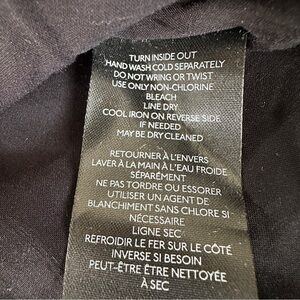 TURN INSIDE OUT
HAND WASH COLD SEPARATELY
DO NOT WRING OR TWIST
USE ONLY NON-CHLORINE
BLEACH
LINE DRY
COOL IRON ON REVERSE SIDE
IF NEEDED
MAY BE DRY CLEANED
RETOURNER À L'ENVERS
LAVER À LA MAIN À L'EAU FROIDE
SÉPARÉMENT
NE PAS TORDRE OU ESSORER
UTILISER UN AGENT DE
BLANCHIMENT SANS CHLORE SI
NÉCESSAIRE
LIGNE SEC
REFROIDIR LE FER SUR LE CÔTÉ
INVERSE SI BESOIN
PEUT-ÊTRE ÊTRE NETTOYÉE
À SEC